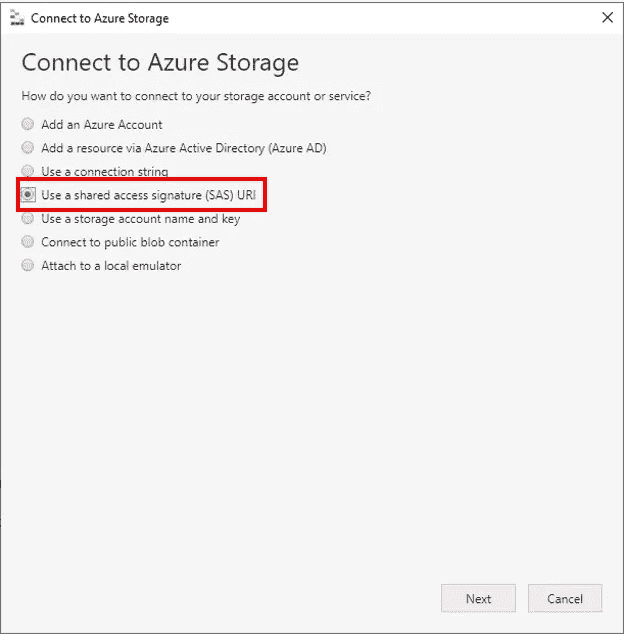 Connect to Azure Storage
Connect to Azure Storage
How do you want to connect to your storage account or service?
Add an Azure Account
Add a resource via Azure Active Directory (Azure AD)
Use a connection string
Use a shared access signature (SAS) URI
Use a storage account name and key
Connect to public blob container
Attach to a local emulator
Next
Cancel